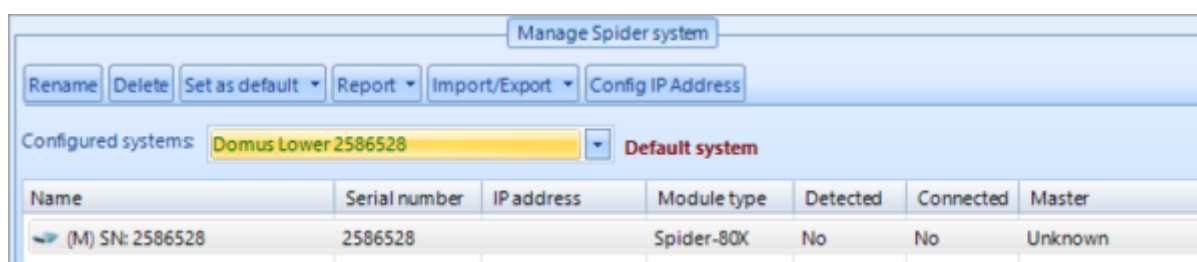 Manage Spider system
Rename Delete Set as default Report Import/Export Config IP Address
Configured systems: Domus Lower 2586528 Default system
Name Serial number IP address Module type Detected Connected Master
(M) SN: 2586528 2586528 Spider-80X No No Unknown